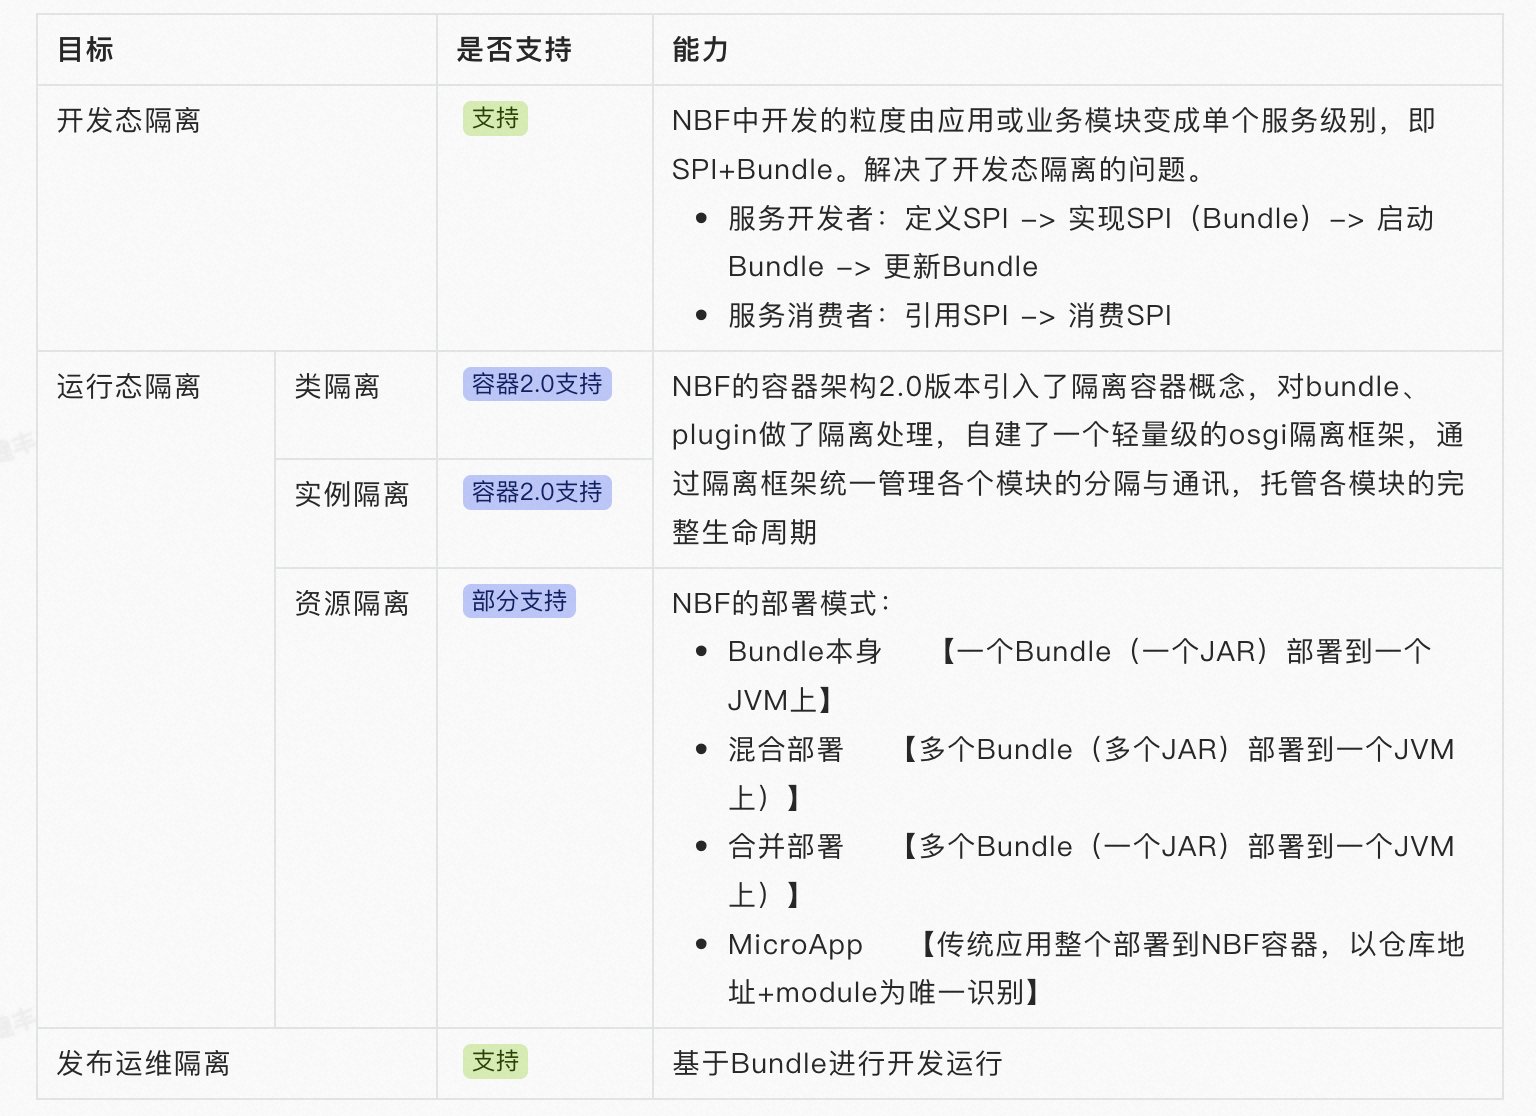 目标 是否支持 能力
开发态隔离 支持 NBF中开发的粒度由应用或业务模块变成单个服务级别，即
SPI+Bundle。解决了开发态隔离的问题。
• 服务开发者：定义SPI –> 实现SPI（Bundle）–> 启动
Bundle –> 更新Bundle
• 服务消费者：引用SPI –> 消费SPI
运行态隔离 类隔离 容器2.0支持 NBF的容器架构2.0版本引入了隔离容器概念，对bundle、
plugin做了隔离处理，自建了一个轻量级的osgi隔离框架，通
实例隔离 容器2.0支持 过隔离框架统一管理各个模块的分隔与通讯，托管各模块的完
整生命周期
资源隔离 部分支持 NBF的部署模式：
• Bundle本身 【一个Bundle（一个JAR）部署到一个
JVM上】
• 混合部署 【多个Bundle（多个JAR）部署到一个JVM
上）】
• 合并部署 【多个Bundle（一个JAR）部署到一个JVM
上）】
• MicroApp 【传统应用整个部署到NBF容器，以仓库地
址+module为唯一识别】
发布运维隔离 支持 基于Bundle进行开发运行